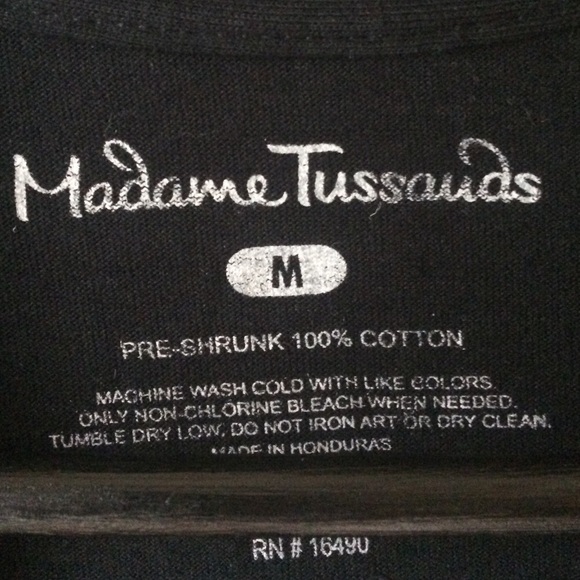 Madame Tussauds
M
PRE-SHRUNK 100% COTTON
MACHINE WASH COLD WITH LIKE COLORS.
ONLY NON-CHLORINE BLEACH WHEN NEEDED.
TUMBLE DRY LOW. DO NOT IRON ART OR DRY CLEAN.
MADE IN HONDURAS
RN # 16490